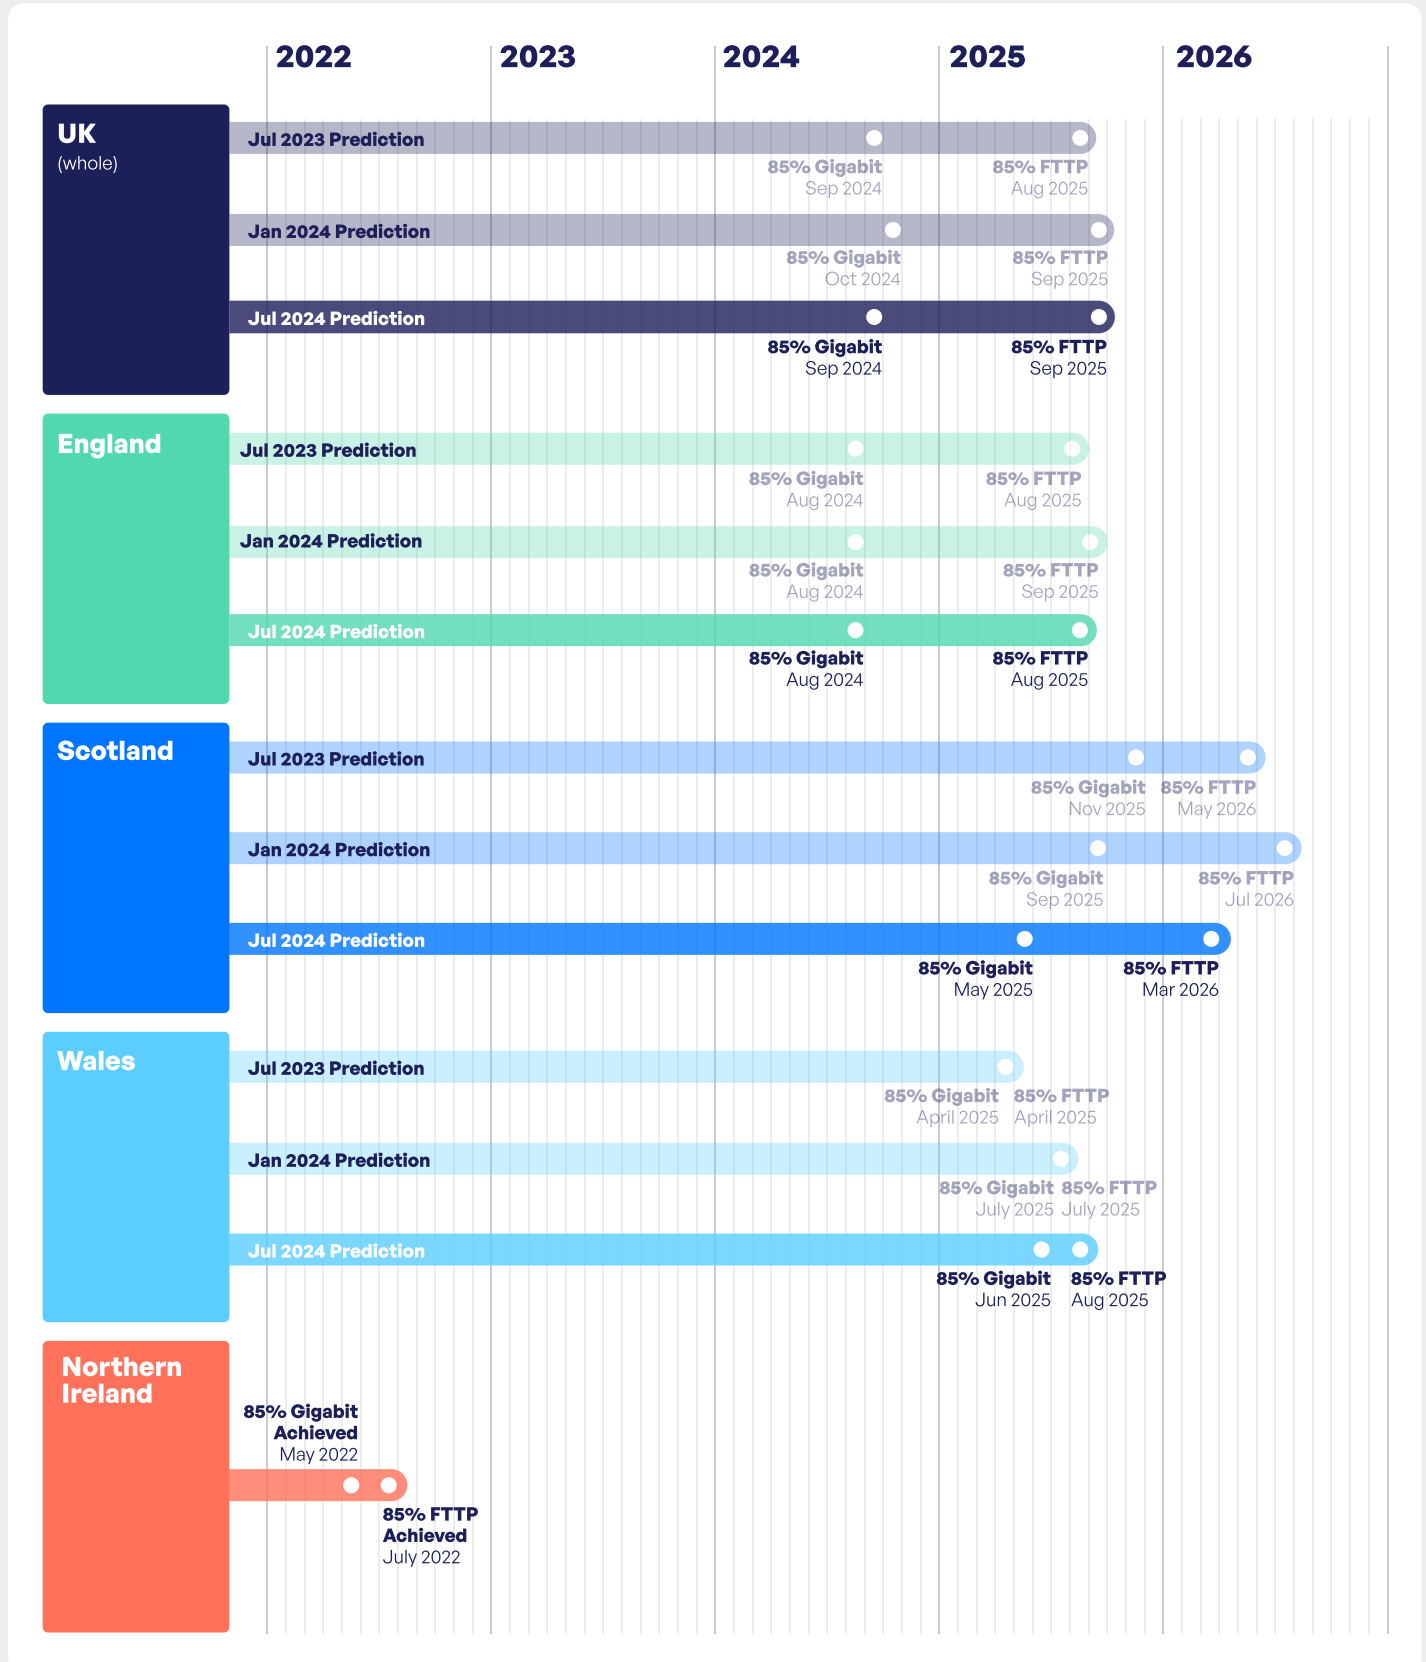 2022 2023 2024 2025 2026
UK
(whole)
Jul 2023 Prediction
85% Gigabit 85% FTTP
Sep 2024 Aug 2025
Jan 2024 Prediction
85% Gigabit 85% FTTP
Oct 2024 Sep 2025
Jul 2024 Prediction
85% Gigabit 85% FTTP
Sep 2024 Sep 2025
England
Jul 2023 Prediction
85% Gigabit 85% FTTP
Aug 2024 Aug 2025
Jan 2024 Prediction
85% Gigabit 85% FTTP
Aug 2024 Sep 2025
Jul 2024 Prediction
85% Gigabit 85% FTTP
Aug 2024 Aug 2025
Scotland
Jul 2023 Prediction
85% Gigabit 85% FTTP
Nov 2025 May 2026
Jan 2024 Prediction
85% Gigabit 85% FTTP
Sep 2025 Jul 2026
Jul 2024 Prediction
85% Gigabit 85% FTTP
May 2025 Mar 2026
Wales
Jul 2023 Prediction
85% Gigabit 85% FTTP
April 2025 April 2025
Jan 2024 Prediction
85% Gigabit 85% FTTP
July 2025 July 2025
Jul 2024 Prediction
85% Gigabit 85% FTTP
Jun 2025 Aug 2025
Northern
Ireland
85% Gigabit
Achieved
May 2022
85% FTTP
Achieved
July 2022